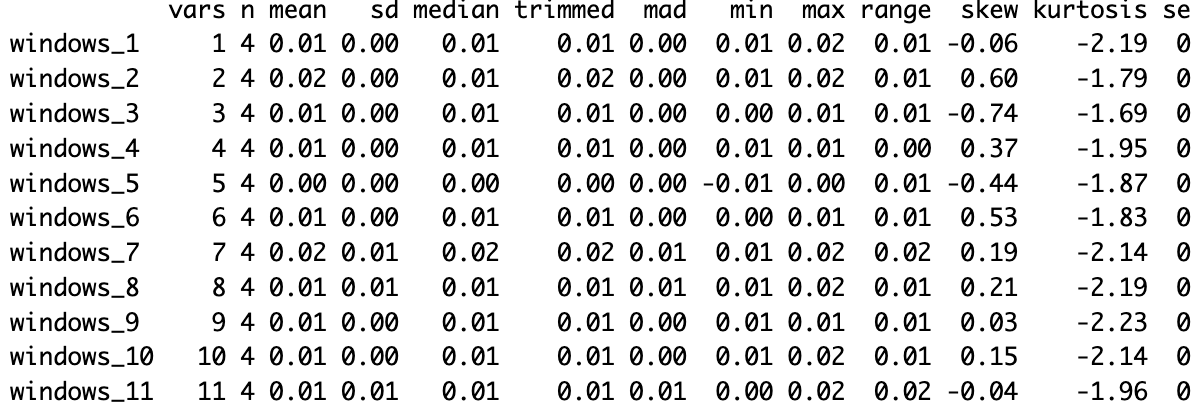 vars n mean sd median trimmed mad min max range skew kurtosis se
windows_1 1 4 0.01 0.00 0.01 0.01 0.00 0.01 0.02 0.01 -0.06 -2.19 0
windows_2 2 4 0.02 0.00 0.01 0.02 0.00 0.01 0.02 0.01 0.60 -1.79 0
windows_3 3 4 0.01 0.00 0.01 0.01 0.00 0.00 0.01 0.01 -0.74 -1.69 0
windows_4 4 4 0.01 0.00 0.01 0.01 0.00 0.01 0.01 0.00 0.37 -1.95 0
windows_5 5 4 0.00 0.00 0.00 0.00 0.00 -0.01 0.00 0.01 -0.44 -1.87 0
windows_6 6 4 0.01 0.00 0.01 0.01 0.00 0.00 0.01 0.01 0.53 -1.83 0
windows_7 7 4 0.02 0.01 0.02 0.02 0.01 0.01 0.02 0.02 0.19 -2.14 0
windows_8 8 4 0.01 0.01 0.01 0.01 0.01 0.01 0.02 0.01 0.21 -2.19 0
windows_9 9 4 0.01 0.00 0.01 0.01 0.00 0.01 0.01 0.01 0.03 -2.23 0
windows_10 10 4 0.01 0.00 0.01 0.01 0.00 0.01 0.02 0.01 0.15 -2.14 0
windows_11 11 4 0.01 0.01 0.01 0.01 0.01 0.00 0.02 0.02 -0.04 -1.96 0